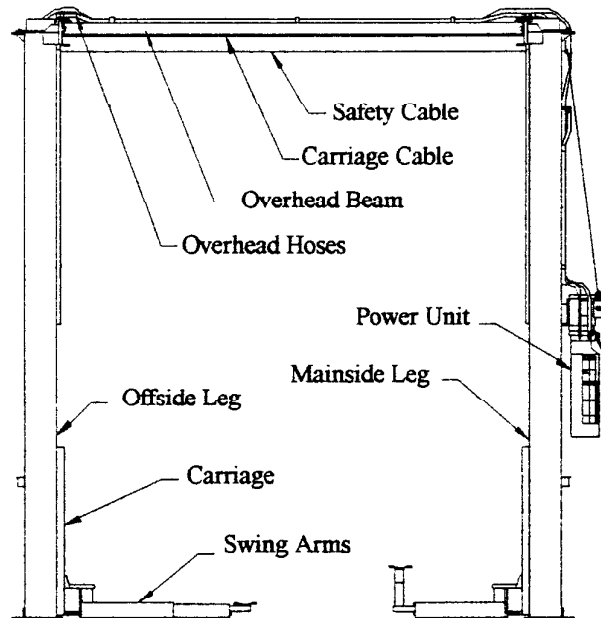 Safety Cable
Carriage Cable
Overhead Beam
Overhead Hoses
Power Unit
Mainside Leg
Offside Leg
Carriage
Swing Arms